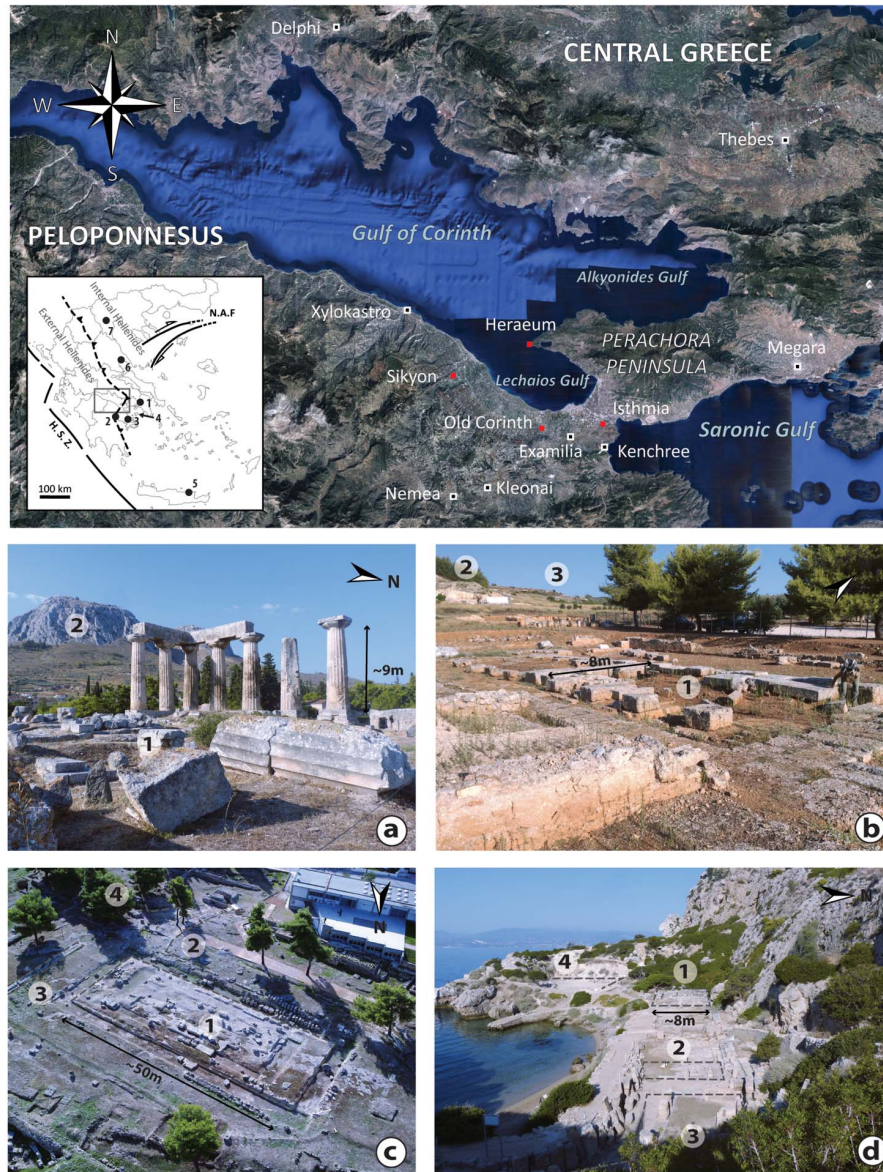 Delphi
CENTRAL GREECE
N
W
E
S
Thebes
PELOPONNESUS
Gulf of Corinth
Alkyonides Gulf
Xylokastro
Heraeum
PERACHORA
PENINSULA
Megara
Sikyon
Lechaios Gulf
Isthmia
Old Corinth
Saronic Gulf
Examilia
Kenchree
Nemea
Kleonai
Internal Hellenides
External Hellenides
N.A.F
7
6
1
2
3
4
H.S.Z.
5
100 km
2
N
~9m
1
a
2
3
~8m
1
b
4
N
2
3
1
~50m
c
N
4
1
~8m
2
3
d